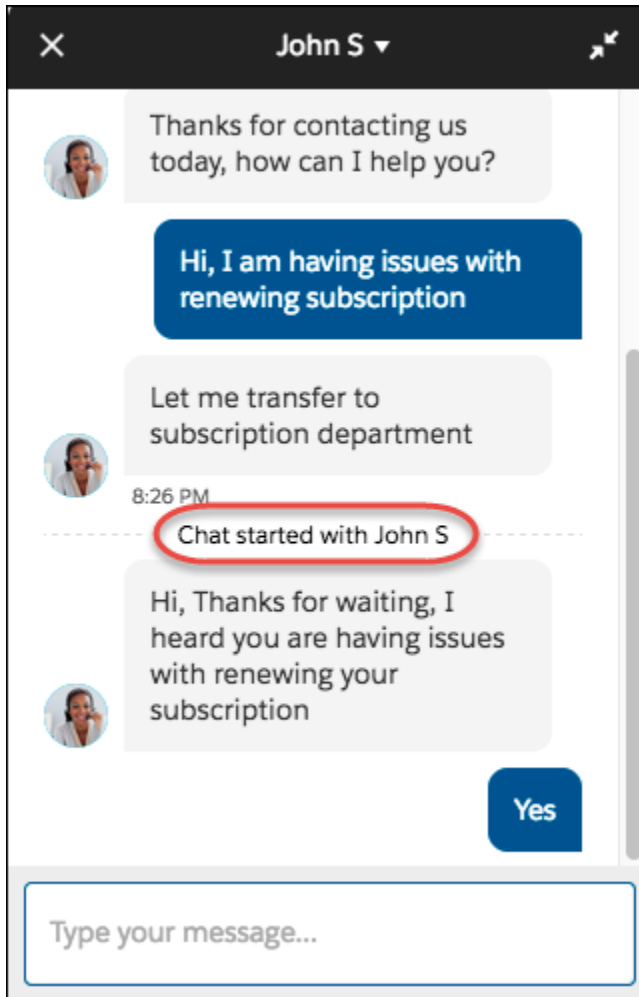 John S
Thanks for contacting us
today, how can I help you?
Hi, I am having issues with
renewing subscription
Let me transfer to
subscription department
8:26 PM
Chat started with John S
Hi, Thanks for waiting, I
heard you are having issues
with renewing your
subscription
Yes
Type your message...